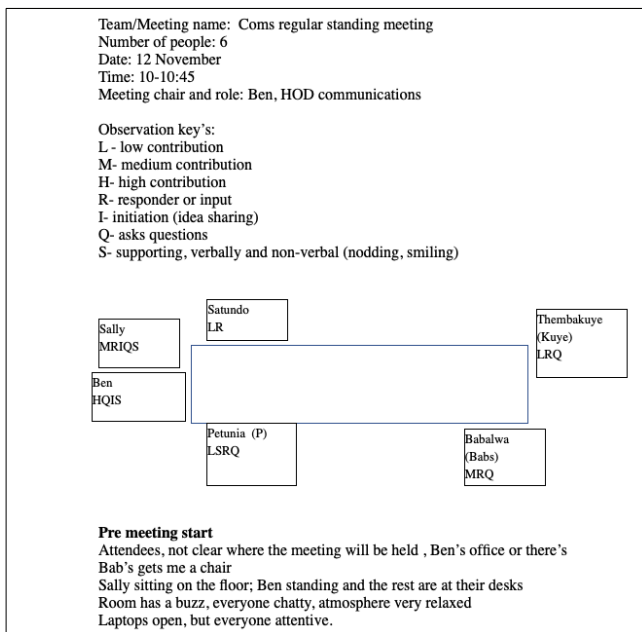 Team/Meeting name:  Coms regular standing meeting
Number of people: 6
Date: 12 November
Time: 10-10:45
Meeting chair and role: Ben, HOD communications
Observation key's:
L - low contribution
M- medium contribution
H- high contribution
R- responder or input
I- initiation (idea sharing)
Q- asks questions
S- supporting, verbally and non-verbal (nodding, smiling)
Satundo
LR
Sally
MRIQS
Thembakuye
(Kuye)
LRQ
Ben
HQIS
Petunia  (P)
LSRQ
Babalwa
(Babs)
MRQ
Pre meeting start
Attendees, not clear where the meeting will be held , Ben's office or there's
Bab's gets me a chair
Sally sitting on the floor; Ben standing and the rest are at their desks
Room has a buzz, everyone chatty, atmosphere very relaxed
Laptops open, but everyone attentive.